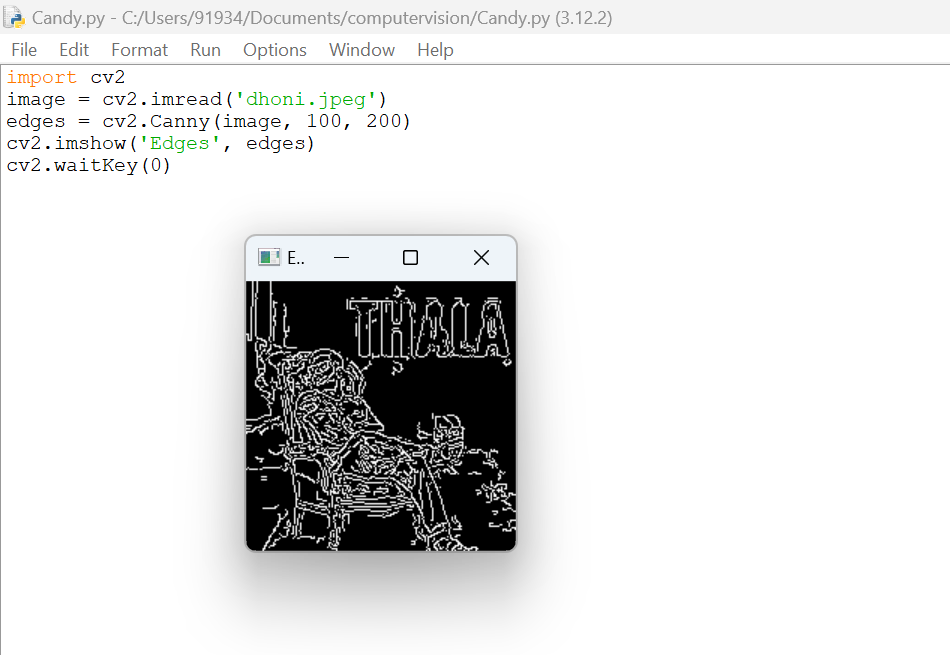 Candy.py - C:/Users/91934/Documents/computervision/Candy.py (3.12.2)
File Edit Format Run Options Window Help
import cv2
image = cv2.imread('dhoni.jpeg')
edges = cv2.Canny(image, 100, 200)
cv2.imshow('Edges', edges)
cv2.waitKey(0)
E..
THALA